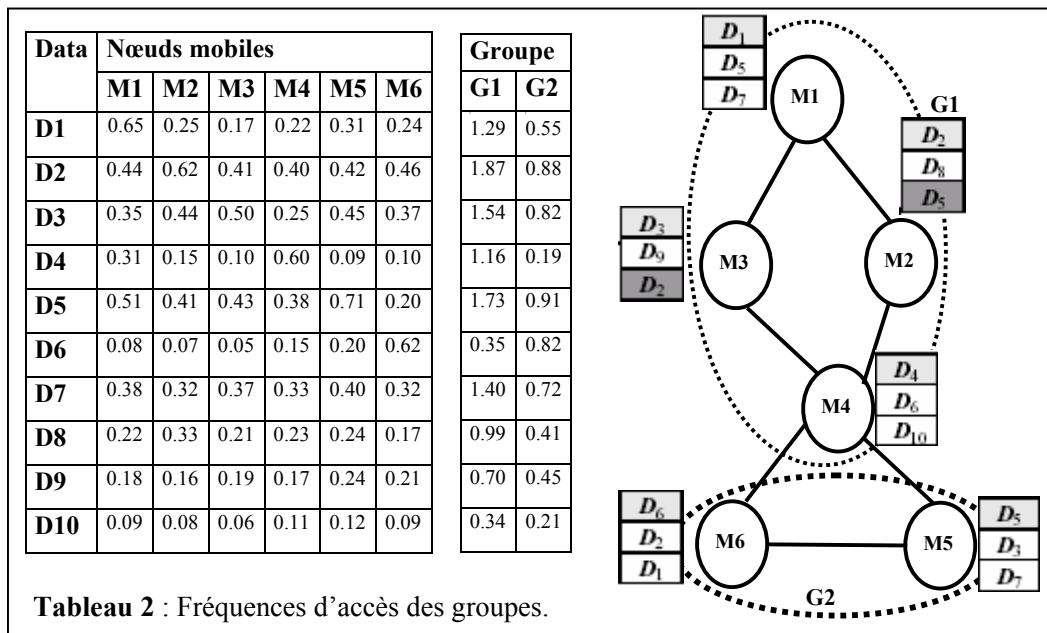 Data Nœuds mobiles
M1 M2 M3 M4 M5 M6
D1 0.65 0.25 0.17 0.22 0.31 0.24
D2 0.44 0.62 0.41 0.40 0.42 0.46
D3 0.35 0.44 0.50 0.25 0.45 0.37
D4 0.31 0.15 0.10 0.60 0.09 0.10
D5 0.51 0.41 0.43 0.38 0.71 0.20
D6 0.08 0.07 0.05 0.15 0.20 0.62
D7 0.38 0.32 0.37 0.33 0.40 0.32
D8 0.22 0.33 0.21 0.23 0.24 0.17
D9 0.18 0.16 0.19 0.17 0.24 0.21
D10 0.09 0.08 0.06 0.11 0.12 0.09
Groupe
G1 G2
1.29 0.55
1.87 0.88
1.54 0.82
1.16 0.19
1.73 0.91
0.35 0.82
1.40 0.72
0.99 0.41
0.70 0.45
0.34 0.21
D₁
D₅
D₇
M1
G1
D₂
D₈
D₅
D₃
D₉
D₂
M3
M2
D₄
D₆
D₁₀
M4
D₆
D₂
D₁
M6
M5
D₅
D₃
D₇
G2
Tableau 2 : Fréquences d’accès des groupes.